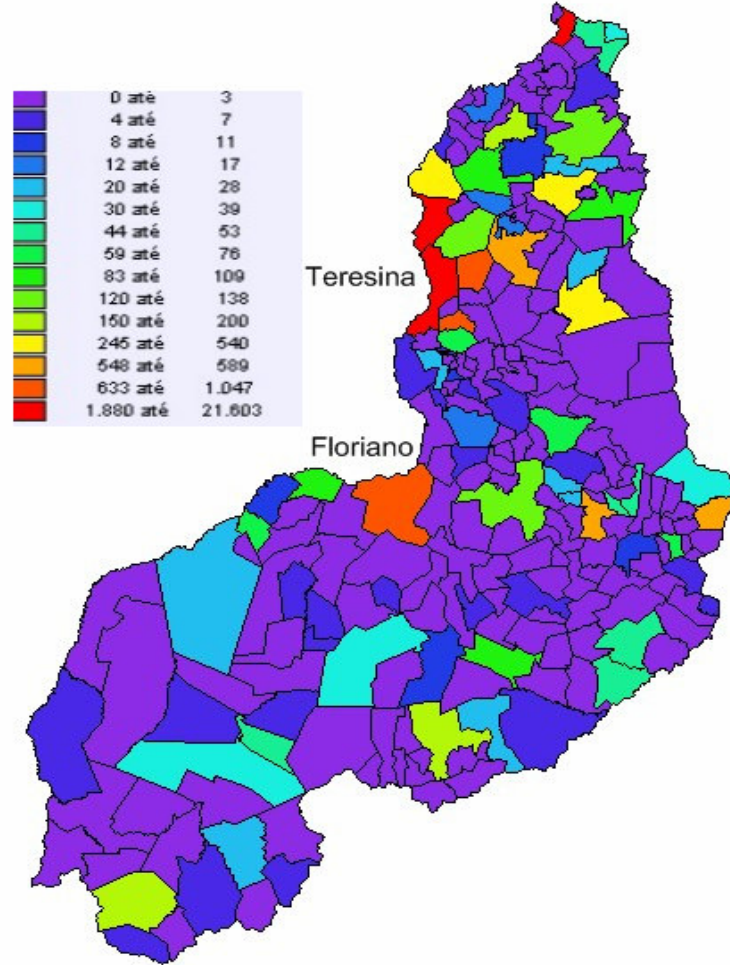 0 até 3
4 até 7
8 até 11
12 até 17
20 até 28
30 até 39
44 até 53
59 até 76
83 até 109
120 até 138
150 até 200
245 até 540
548 até 589
633 até 1.047
1.880 até 21.603
Teresina
Floriano